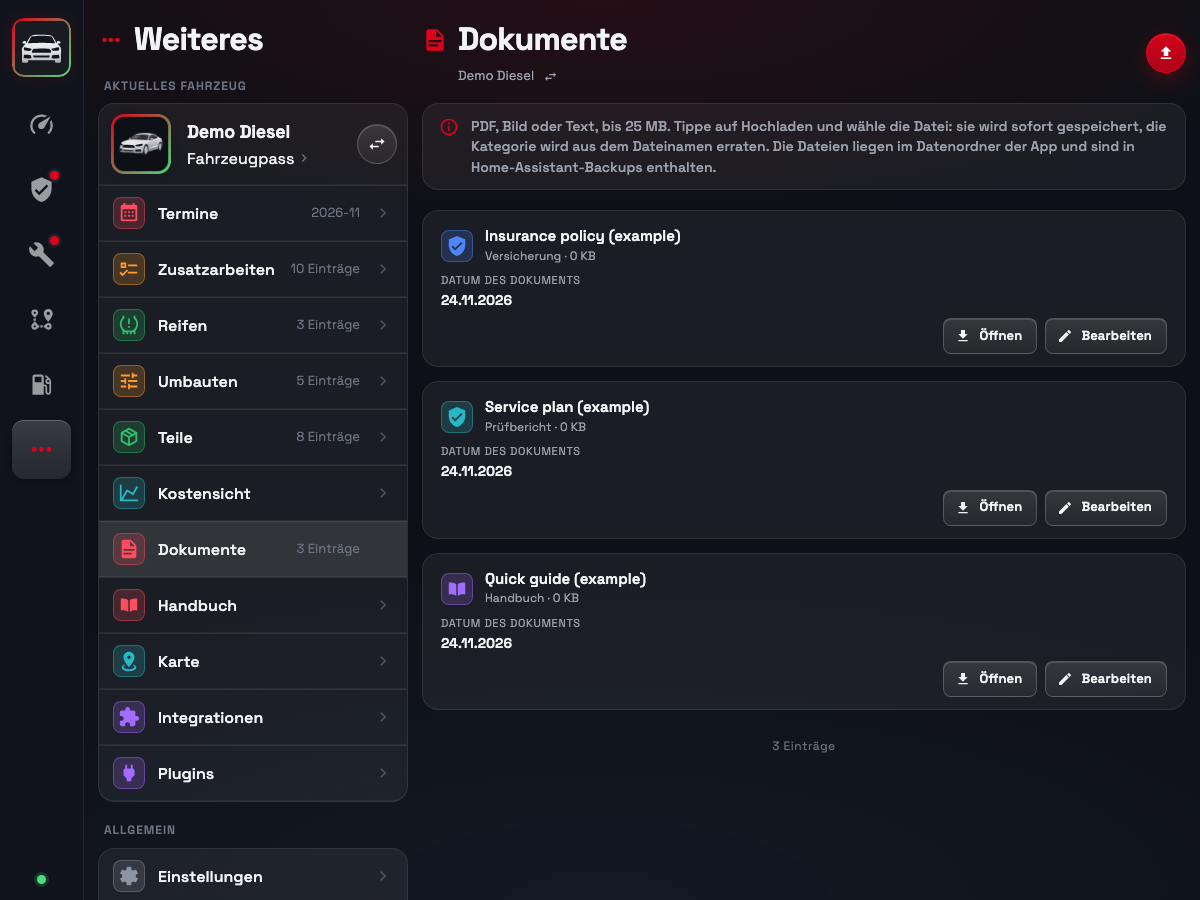 Weiteres
AKTUELLES FAHRZEUG
Demo Diesel
Fahrzeugpass
Termine 2026-11
Zusatzarbeiten 10 Einträge
Reifen 3 Einträge
Umbauten 5 Einträge
Teile 8 Einträge
Kostensicht
Dokumente 3 Einträge
Handbuch
Karte
Integrationen
Plugins
ALLGEMEIN
Einstellungen
Dokumente
Demo Diesel
PDF, Bild oder Text, bis 25 MB. Tippe auf Hochladen und wähle die Datei: sie wird sofort gespeichert, die
Kategorie wird aus dem Dateinamen erraten. Die Dateien liegen im Datenordner der App und sind in
Home-Assistant-Backups enthalten.
Insurance policy (example)
Versicherung · 0 KB
DATUM DES DOKUMENTS
24.11.2026
Öffnen Bearbeiten
Service plan (example)
Prüfbericht · 0 KB
DATUM DES DOKUMENTS
24.11.2026
Öffnen Bearbeiten
Quick guide (example)
Handbuch · 0 KB
DATUM DES DOKUMENTS
24.11.2026
Öffnen Bearbeiten
3 Einträge